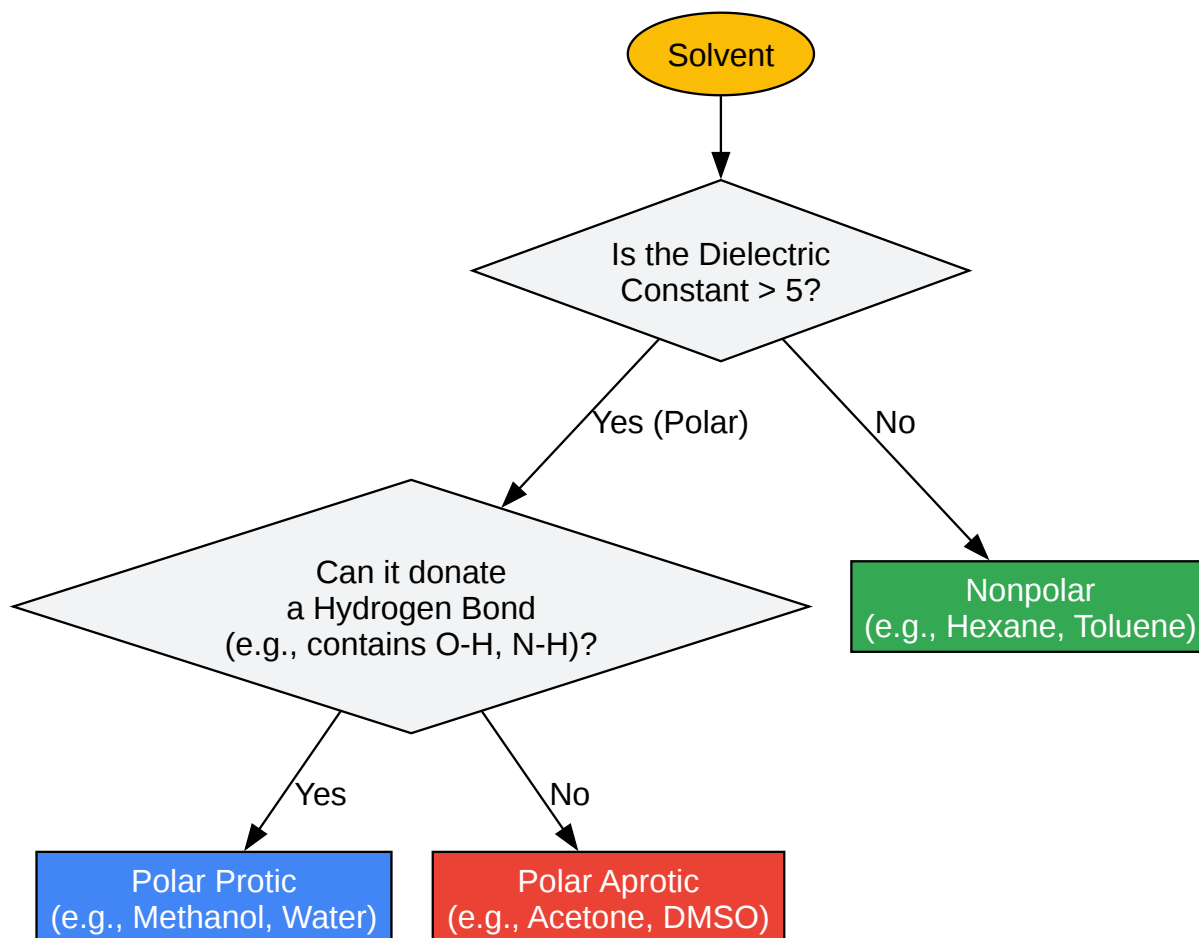 Solvent
Is the Dielectric
Constant > 5?
Yes (Polar)
No
Can it donate
a Hydrogen Bond
(e.g., contains O-H, N-H)?
Nonpolar
(e.g., Hexane, Toluene)
Yes
No
Polar Protic
(e.g., Methanol, Water)
Polar Aprotic
(e.g., Acetone, DMSO)